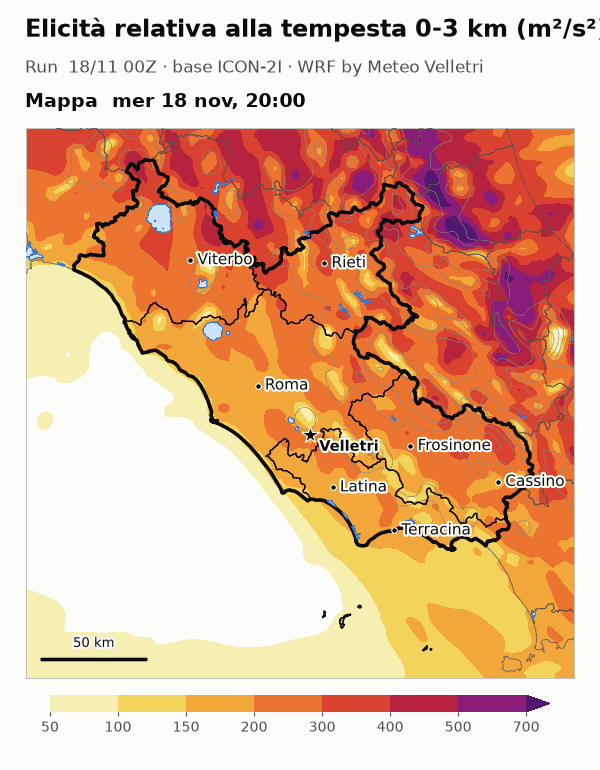 Elicità relativa alla tempesta 0-3 km (m²/s²)
Run 18/11 00Z · base ICON-2I · WRF by Meteo Velletri
Mappa mer 18 nov, 20:00
Viterbo
Rieti
Roma
Velletri
Frosinone
Cassino
Latina
Terracina
50 km
50 100 150 200 300 400 500 700